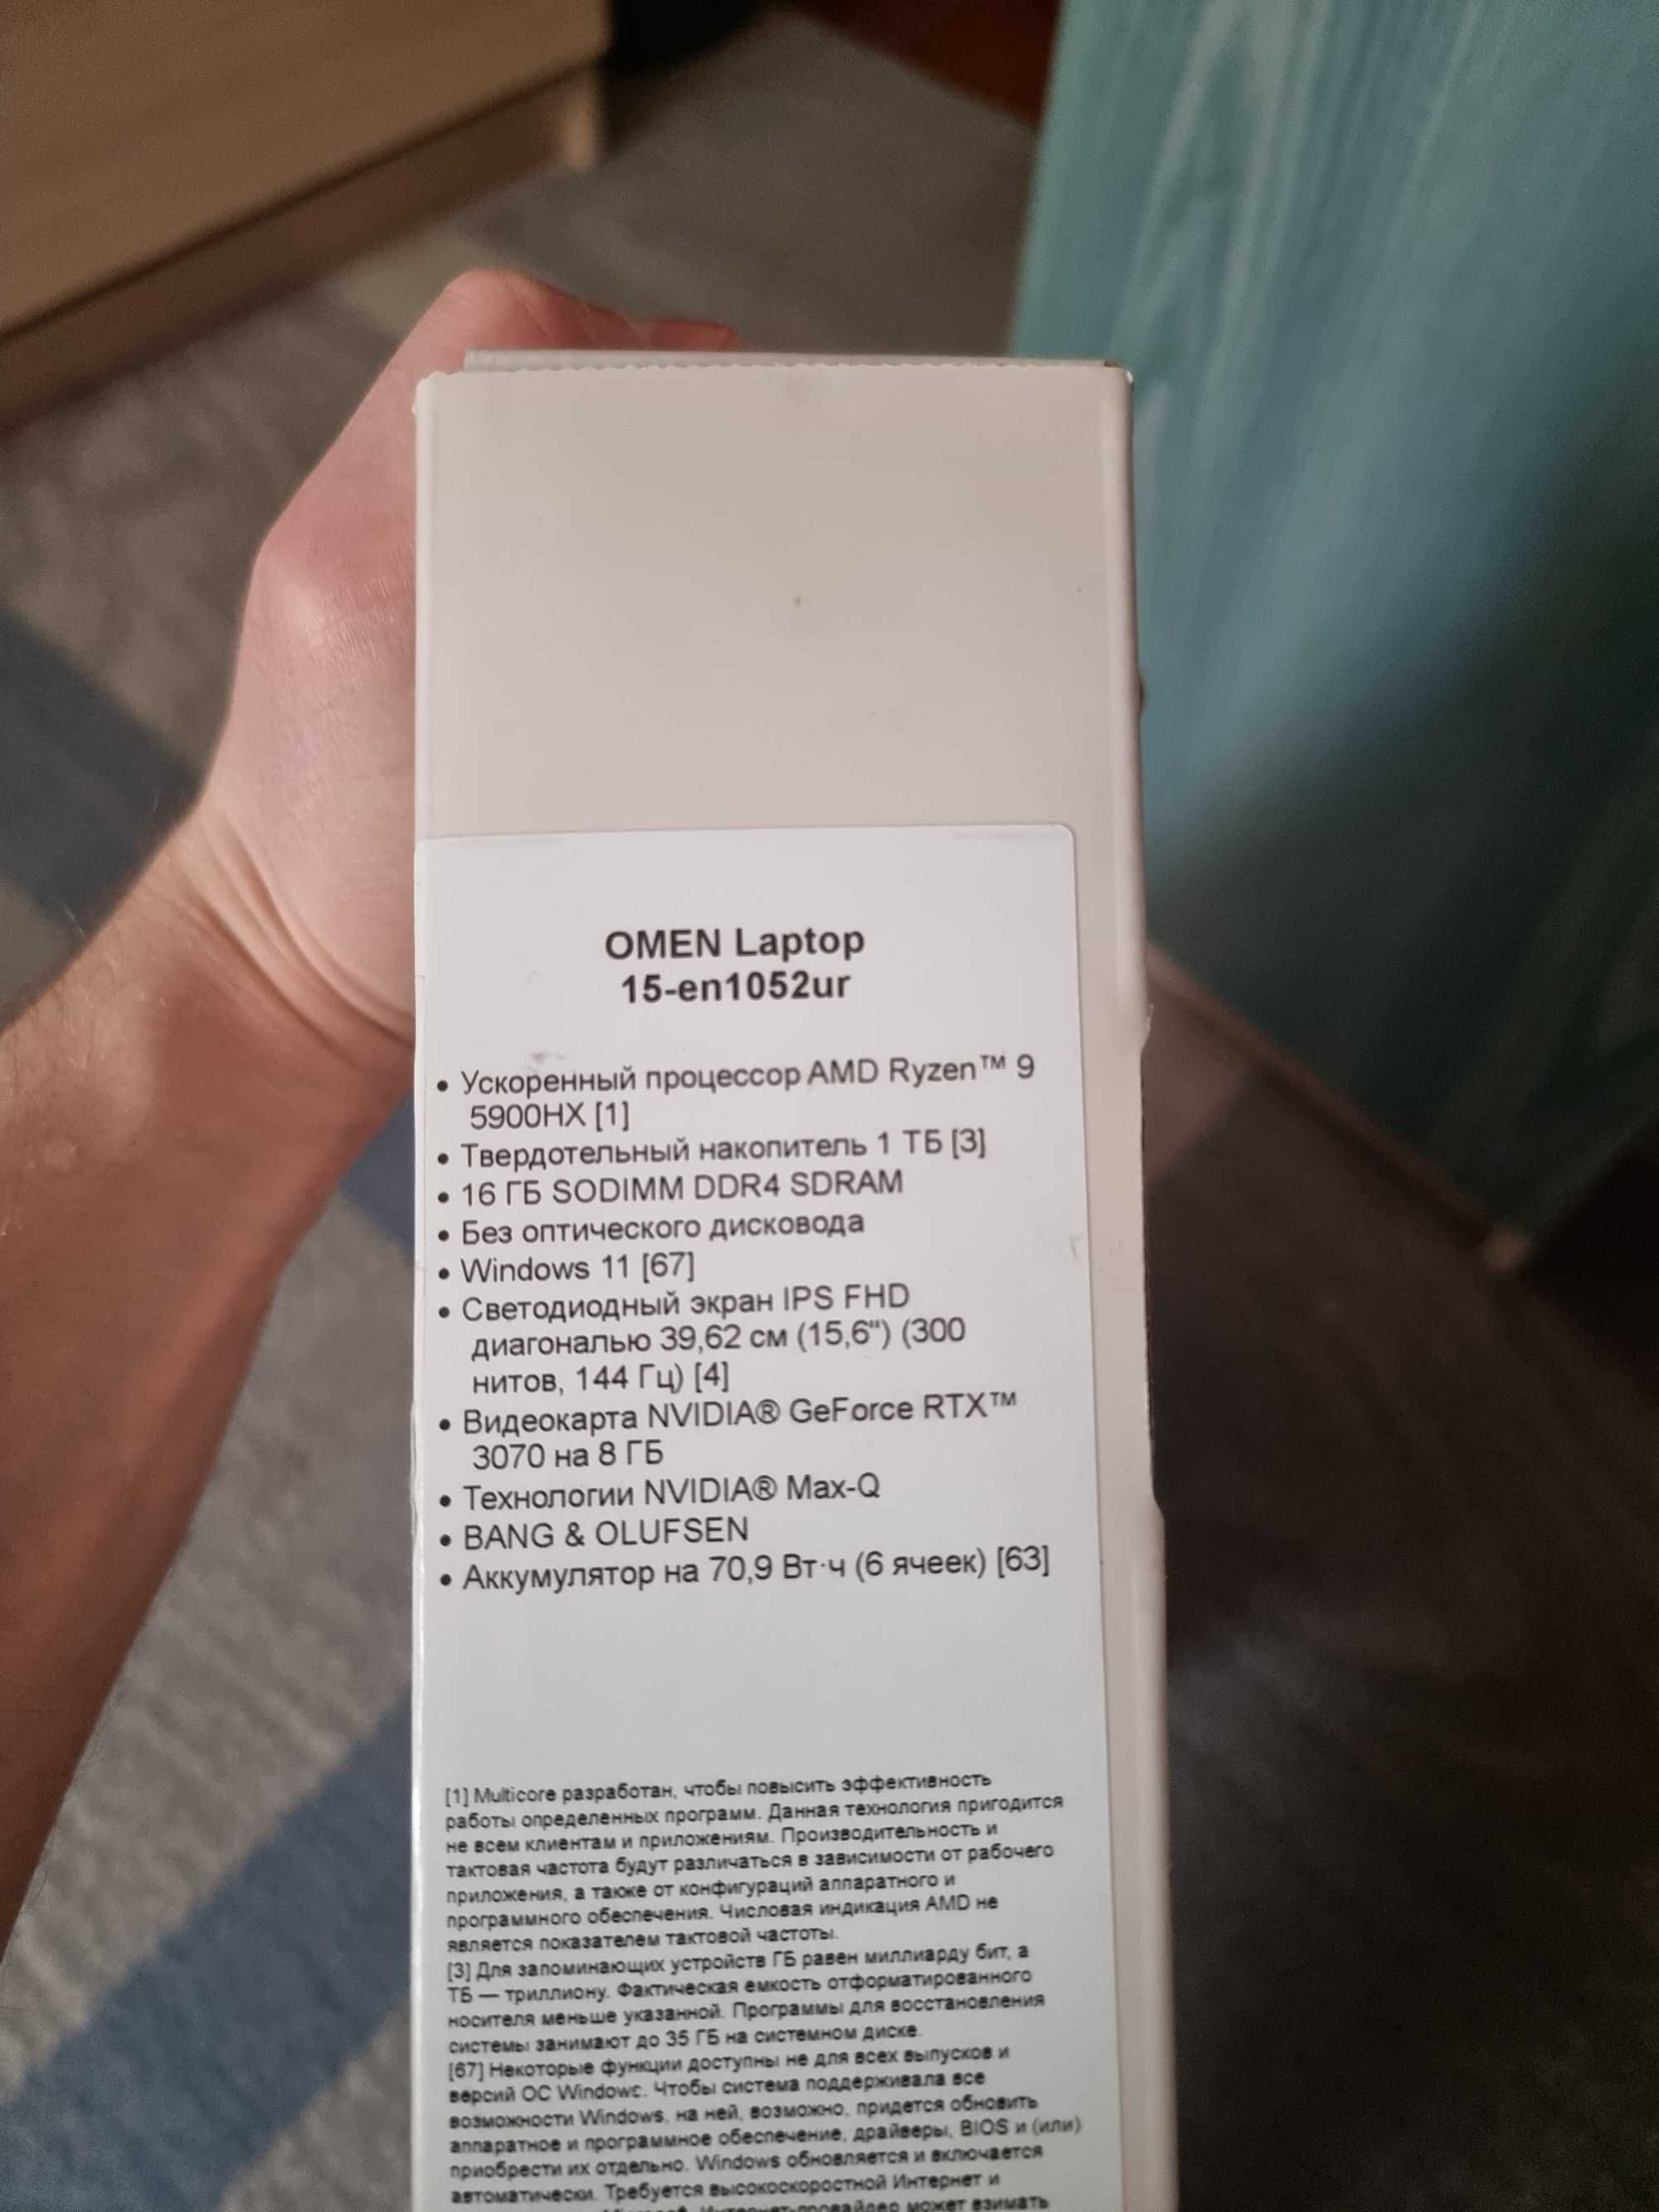 OMEN Laptop
15-en1052ur
• Ускоренный процессор AMD Ryzen™ 9
5900HX [1]
• Твердотельный накопитель 1 ТБ [3]
• 16 ГБ SODIMM DDR4 SDRAM
• Без оптического дисковода
• Windows 11 [67]
• Светодиодный экран IPS FHD
диагональю 39,62 см (15,6") (300
нитов, 144 Гц) [4]
• Видеокарта NVIDIA® GeForce RTX™
3070 на 8 ГБ
• Технологии NVIDIA® Max-Q
• BANG & OLUFSEN
• Аккумулятор на 70,9 Вт·ч (6 ячеек) [63]
[1] Multicore разработан, чтобы повысить эффективность
работы определенных программ. Данная технология пригодится
не всем клиентам и приложениям. Производительность и
тактовая частота будут различаться в зависимости от рабочего
приложения, а также от конфигураций аппаратного и
программного обеспечения. Числовая индикация AMD не
является показателем тактовой частоты.
[3] Для запоминающих устройств ГБ равен миллиарду бит, а
ТБ — триллиону. Фактическая емкость отформатированного
носителя меньше указанной. Программы для восстановления
системы занимают до 35 ГБ на системном диске.
[67] Некоторые функции доступны не для всех выпусков и
версий ОС Windows. Чтобы система поддерживала все
возможности Windows, на ней, возможно, придется обновить
аппаратное и программное обеспечение, драйверы, BIOS и (или)
приобрести их отдельно. Windows обновляется и включается
автоматически. Требуется высокоскоростной Интернет и
Microsoft. Интернет-провайдер может взимать